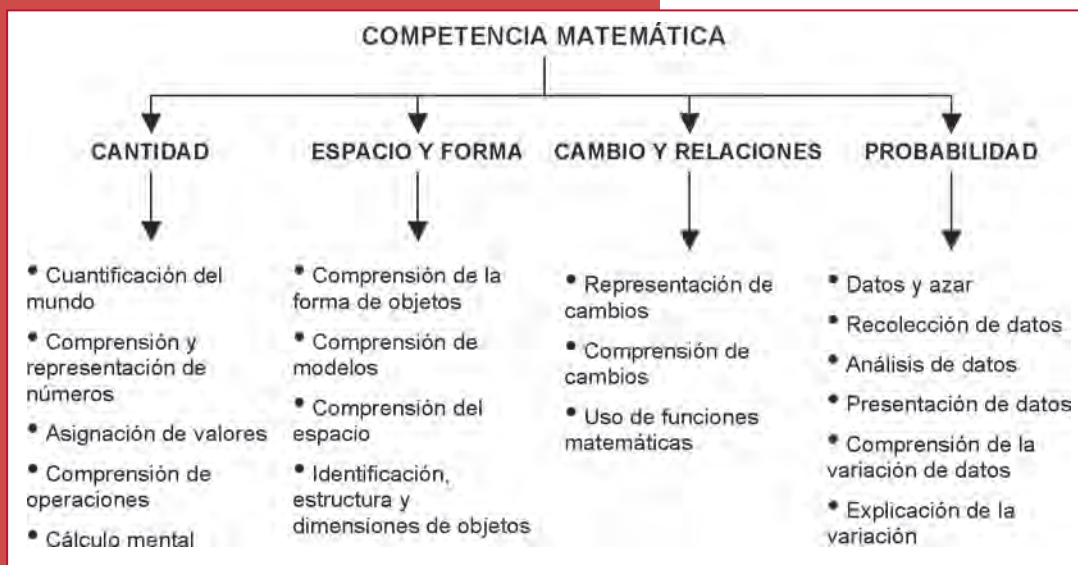 COMPETENCIA MATEMÁTICA
CANTIDAD
• Cuantificación del
mundo
• Comprensión y
representación de
números
• Asignación de valores
• Comprensión de
operaciones
• Cálculo mental
ESPACIO Y FORMA
• Comprensión de la
forma de objetos
• Comprensión de
modelos
• Comprensión del
espacio
• Identificación,
estructura y
dimensiones de objetos
CAMBIO Y RELACIONES
• Representación de
cambios
• Comprensión de
cambios
• Uso de funciones
matemáticas
PROBABILIDAD
• Datos y azar
• Recolección de datos
• Análisis de datos
• Presentación de datos
• Comprensión de la
variación de datos
• Explicación de la
variación